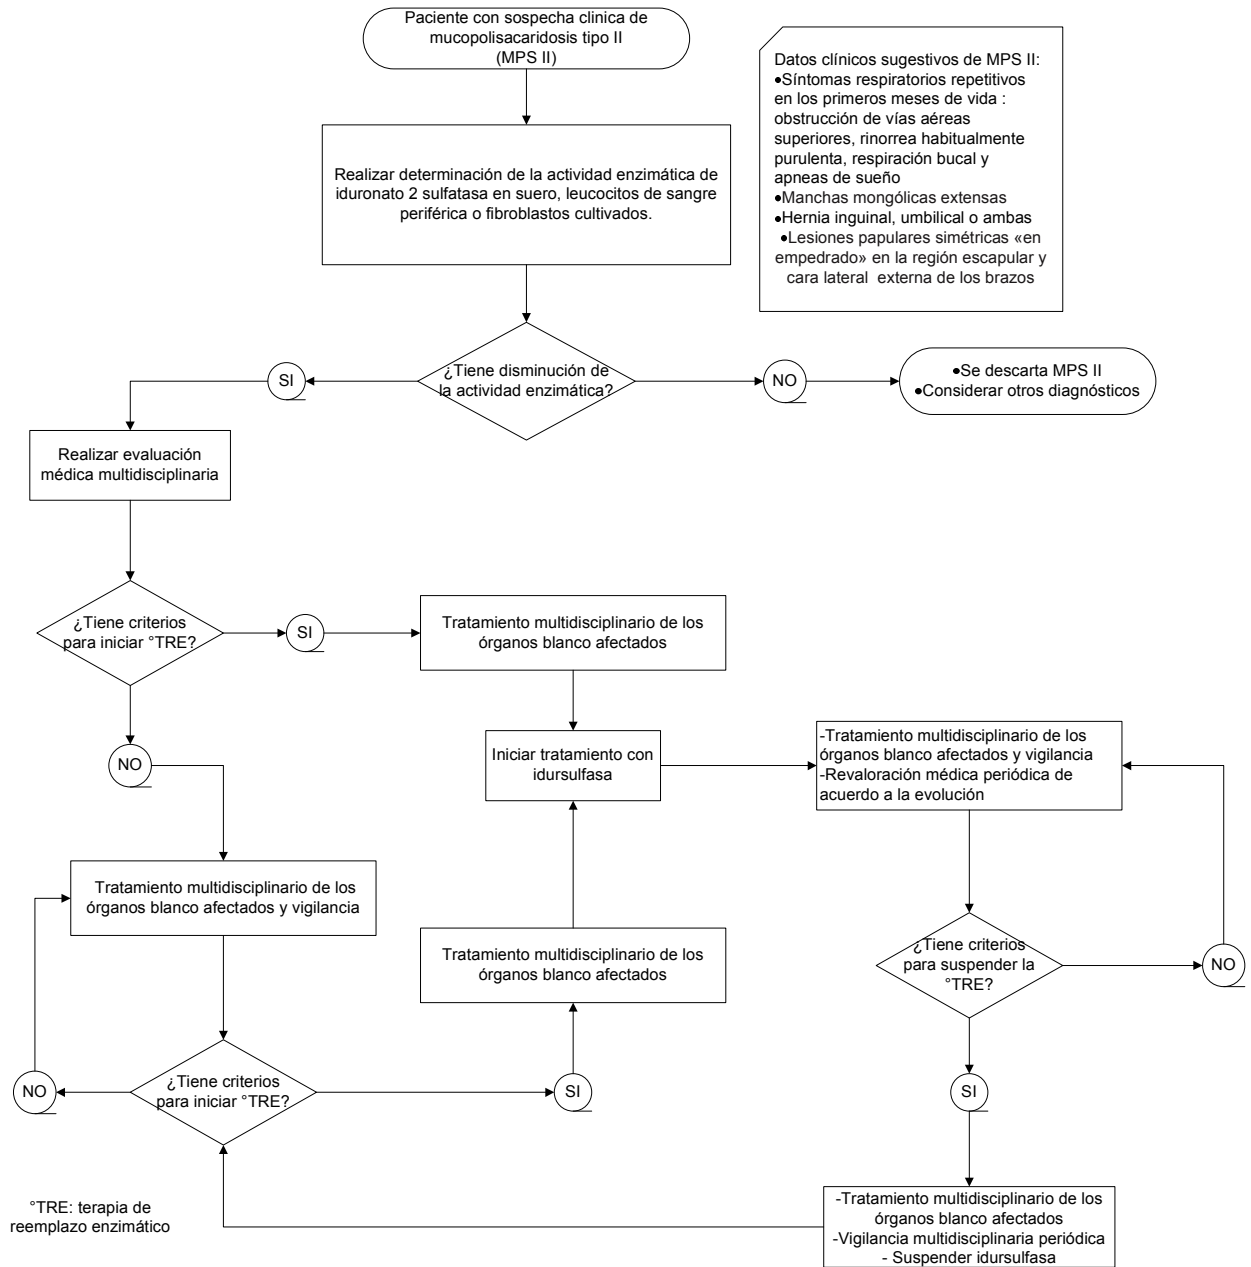 Paciente con sospecha clinica de
mucopolisacaridosis tipo II
(MPS II)
Datos clínicos sugestivos de MPS II:
•Síntomas respiratorios repetitivos
en los primeros meses de vida :
obstrucción de vías aéreas
superiores, rinorrea habitualmente
purulenta, respiración bucal y
apneas de sueño
•Manchas mongólicas extensas
•Hernia inguinal, umbilical o ambas
•Lesiones papulares simétricas «en
empedrado» en la región escapular y
cara lateral externa de los brazos
Realizar determinación de la actividad enzimática de
iduronato 2 sulfatasa en suero, leucocitos de sangre
periférica o fibroblastos cultivados.
¿Tiene disminución de
la actividad enzimática?
SI
NO
•Se descarta MPS II
•Considerar otros diagnósticos
Realizar evaluación
médica multidisciplinaria
¿Tiene criterios
para iniciar °TRE?
SI
Tratamiento multidisciplinario de los
órganos blanco afectados
NO
Iniciar tratamiento con
idursulfasa
-Tratamiento multidisciplinario de los
órganos blanco afectados y vigilancia
-Revaloración médica periódica de
acuerdo a la evolución
Tratamiento multidisciplinario de los
órganos blanco afectados y vigilancia
Tratamiento multidisciplinario de los
órganos blanco afectados
¿Tiene criterios
para suspender la
°TRE?
NO
¿Tiene criterios
para iniciar °TRE?
NO
SI
SI
-Tratamiento multidisciplinario de los
órganos blanco afectados
-Vigilancia multidisciplinaria periódica
- Suspender idursulfasa
°TRE: terapia de
reemplazo enzimático